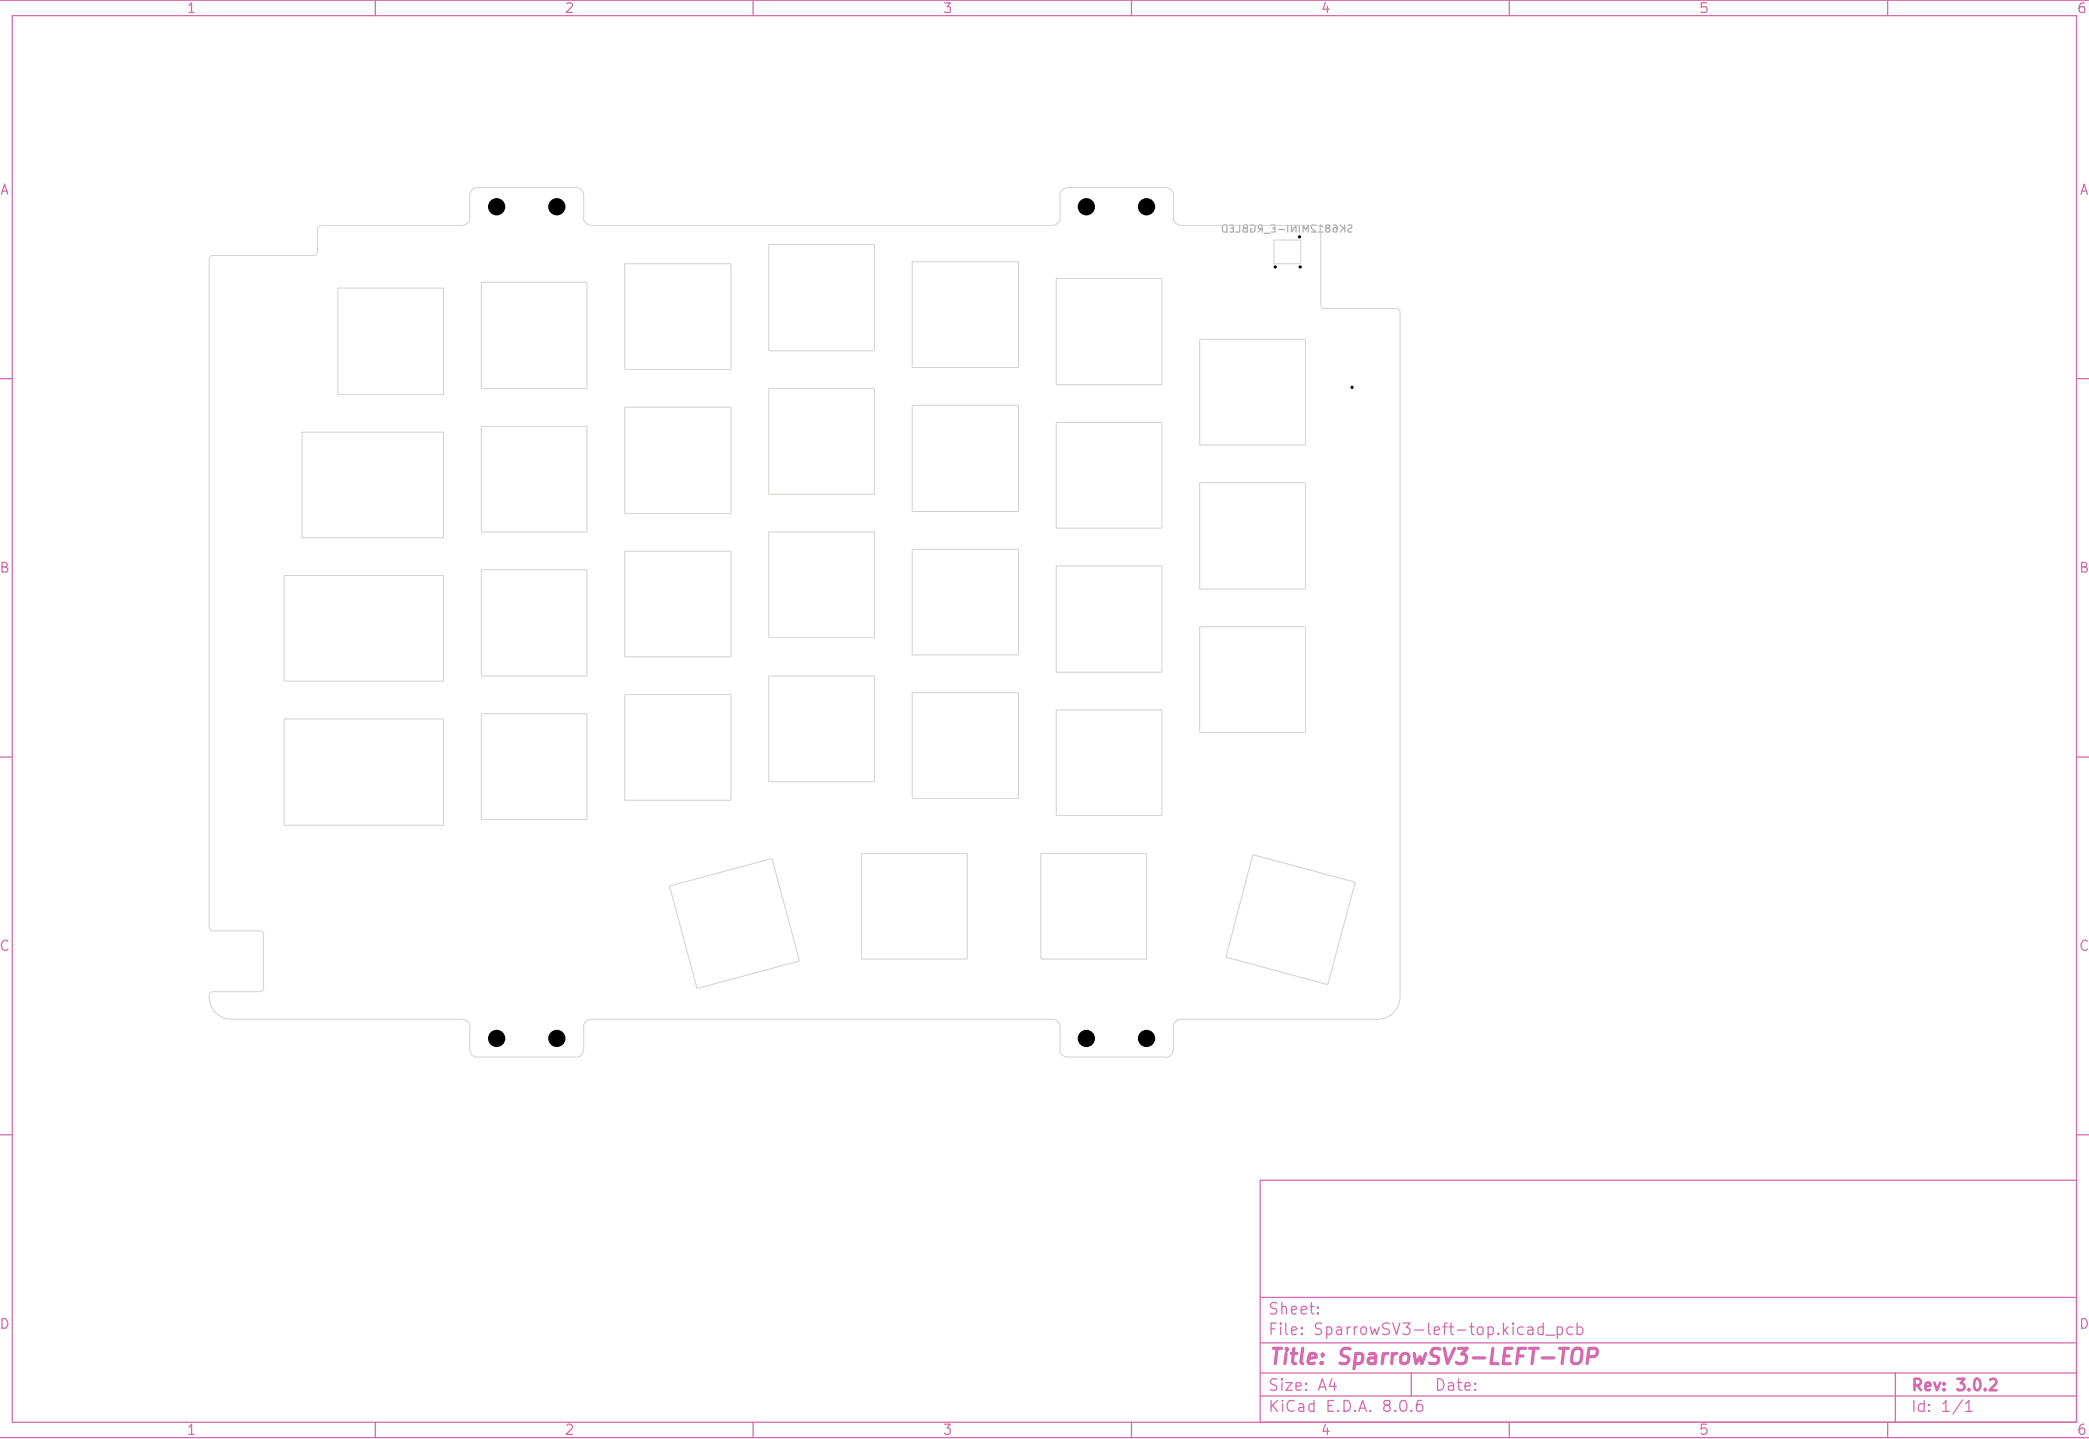 1 2 3 4 5 6
A A
SK6812MINI-E_RGBLED
B B
C C
Sheet:
File: SparrowSV3-left-top.kicad_pcb
D D
Title: SparrowSV3-LEFT-TOP
Size: A4 Date: Rev: 3.0.2
KiCad E.D.A. 8.0.6 Id: 1/1
1 2 3 4 5 6